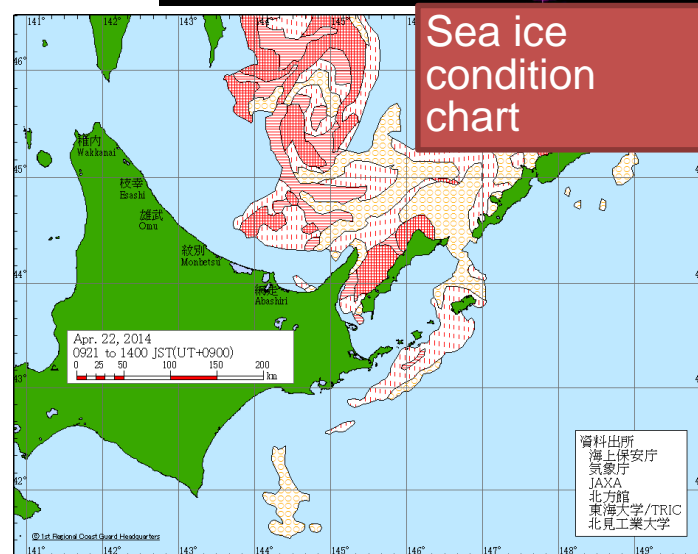 Sea ice
condition
chart
141° 142° 143° 144°
46°
45°
44°
43°
42°
稚内
Wakkanai
枝幸
Esashi
雄武
Omu
紋別
Monbetsu
網走
Abashiri
Apr. 22, 2014
0921 to 1400 JST(UT+0900)
0 25 50 100 150 200
km
資料出所
海上保安庁
気象庁
JAXA
北方館
東海大学/TRIC
北見工業大学
© 1st Regional Coast Guard Headquarters
141° 142° 143° 144° 145° 146° 147° 148° 149°